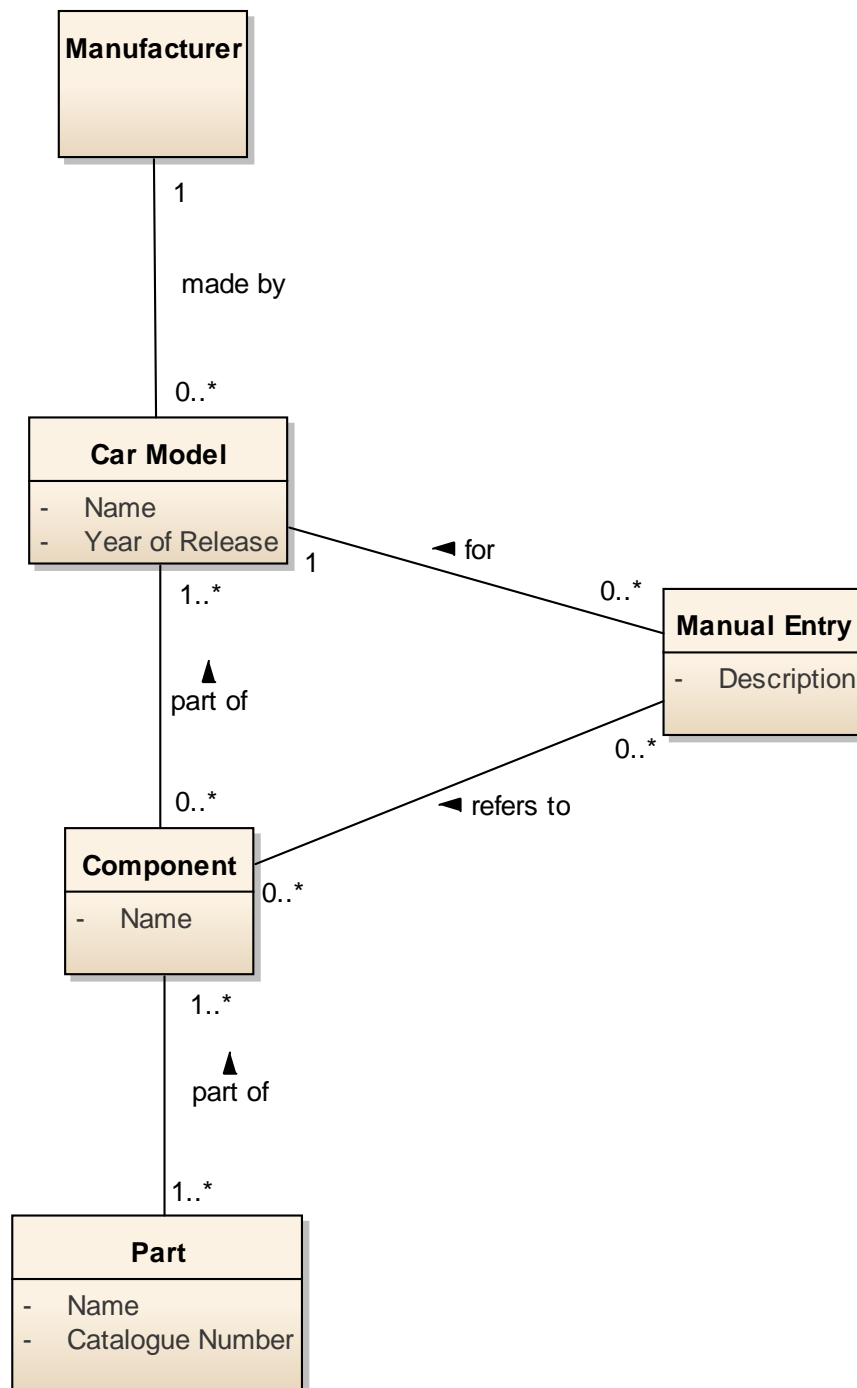 Manufacturer
1
made by
0..*
Car Model
- Name
- Year of Release
1
1..*
for
0..*
Manual Entry
- Description
0..*
part of
refers to
0..*
Component
- Name
0..*
1..*
part of
1..*
Part
- Name
- Catalogue Number